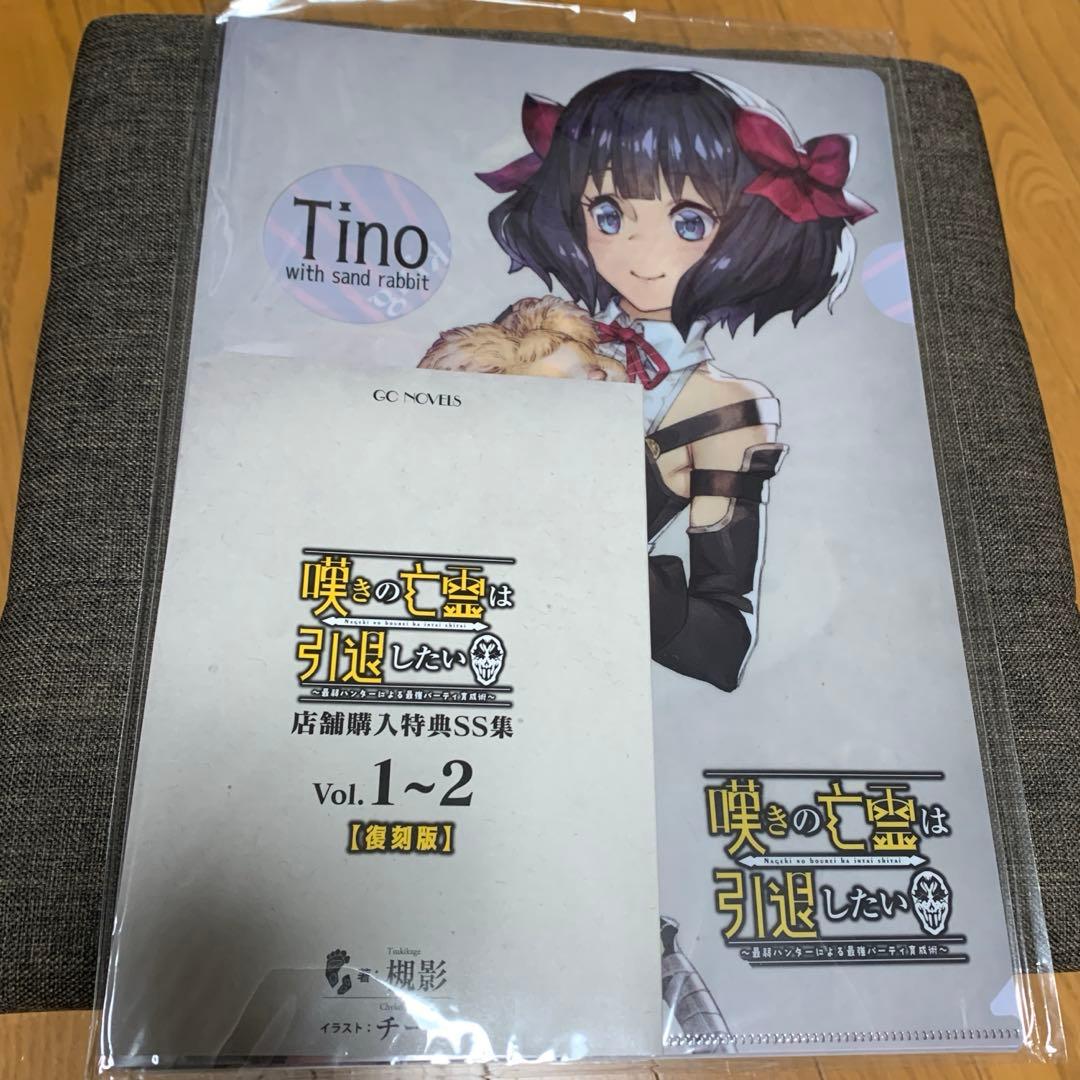 Tino
with sand rabbit
GC NOVELS
嘆きの亡霊は
Nageki no bourei ha intai shitai
引退したい
～最弱ハンターによる最強パーティ育成術～
店舗購入特典SS集
Vol. 1~2
【復刻版】
Tsukikage
著：槻影
イラスト：チー
嘆きの亡霊は
Nageki no bourei ha intai shitai
引退したい
～最弱ハンターによる最強パーティ育成術～